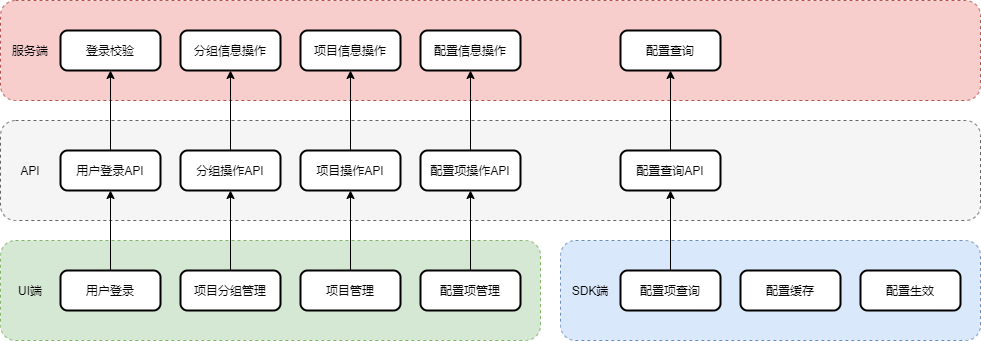 服务端
登录校验
分组信息操作
项目信息操作
配置信息操作
配置查询
API
用户登录API
分组操作API
项目操作API
配置项操作API
配置查询API
UI端
用户登录
项目分组管理
项目管理
配置项管理
SDK端
配置项查询
配置缓存
配置生效